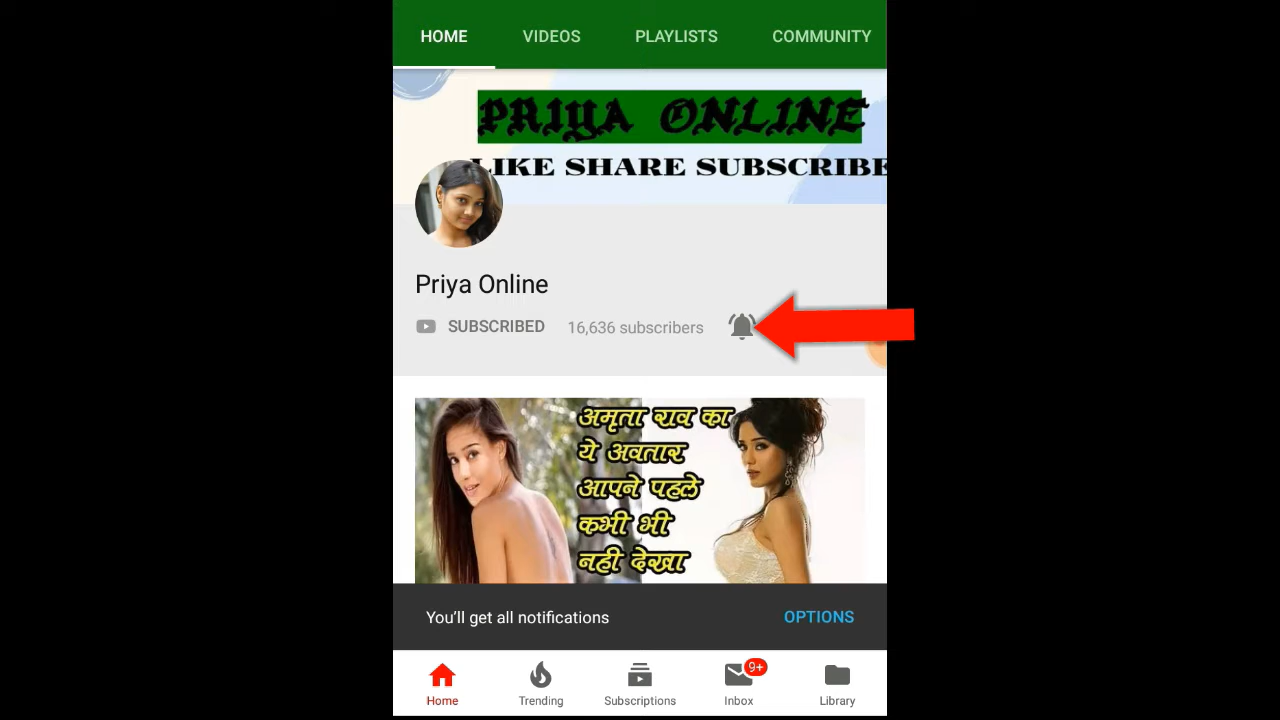 HOME VIDEOS PLAYLISTS COMMUNITY
PRIYA ONLINE
LIKE SHARE SUBSCRIBE
Priya Online
SUBSCRIBED 16,636 subscribers
अमृता राव का
ये अवतार
आपने पहले
कभी भी
नही देखा
You'll get all notifications OPTIONS
9+
Home Trending Subscriptions Inbox Library